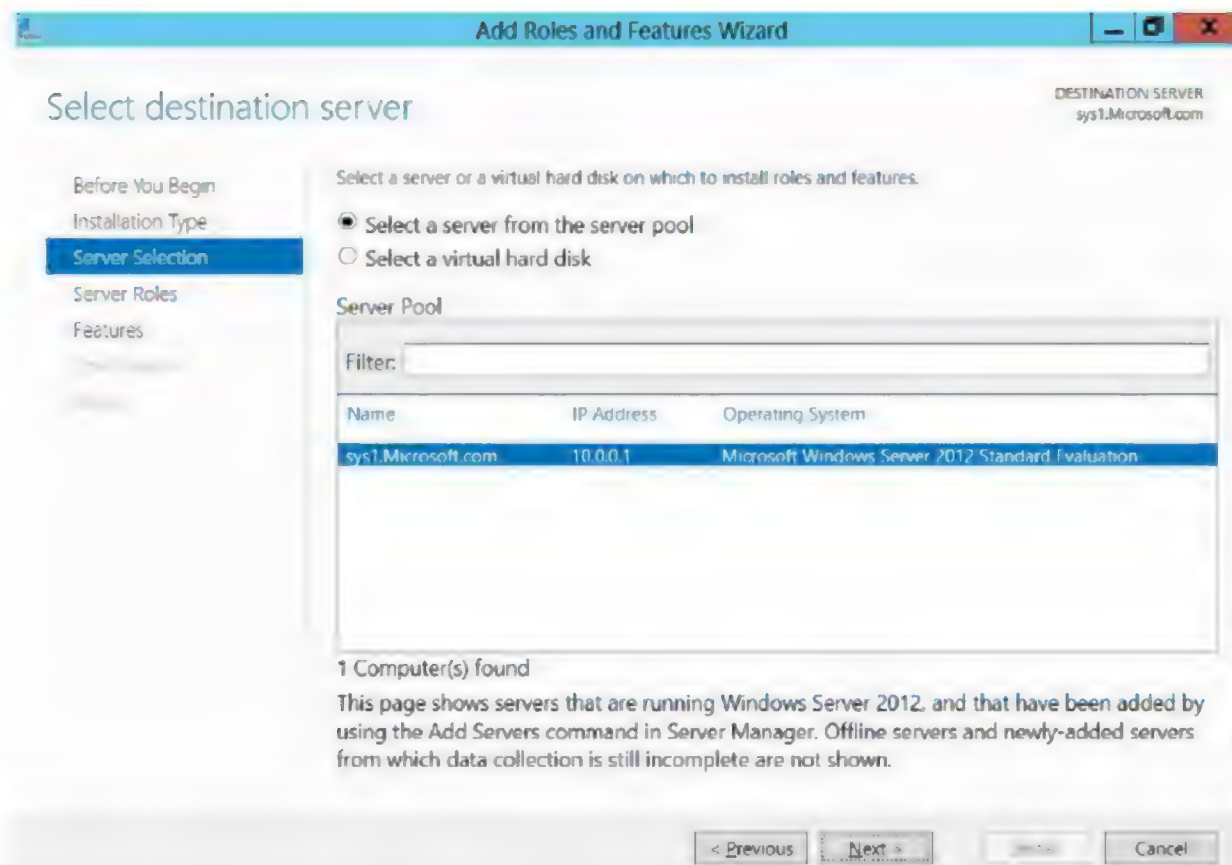 Add Roles and Features Wizard
Select destination server
DESTINATION SERVER
sys1.Microsoft.com
Before You Begin
Installation Type
Server Selection
Server Roles
Features
Select a server or a virtual hard disk on which to install roles and features.
Select a server from the server pool
Select a virtual hard disk
Server Pool
Filter:
Name IP Address Operating System
sys1.Microsoft.com 10.0.0.1 Microsoft Windows Server 2012 Standard Evaluation
1 Computer(s) found
This page shows servers that are running Windows Server 2012, and that have been added by
using the Add Servers command in Server Manager. Offline servers and newly-added servers
from which data collection is still incomplete are not shown.
< Previous Next > Cancel